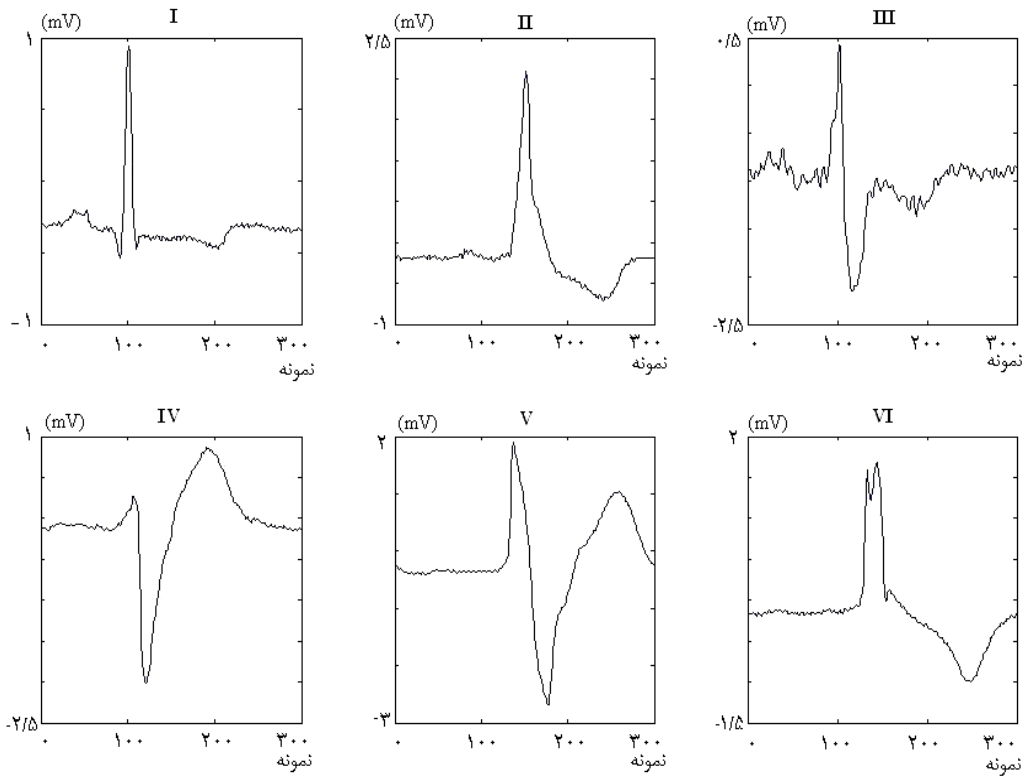 I II III
(mV) (mV) (mV)
۱ ۲/۵ ۰/۵
-۱ -۱ -۲/۵
۰ ۱۰۰ ۲۰۰ ۳۰۰ ۰ ۱۰۰ ۲۰۰ ۳۰۰ ۰ ۱۰۰ ۲۰۰ ۳۰۰
نمونه نمونه نمونه
IV V VI
(mV) (mV) (mV)
۱ ۲ ۲
-۲/۵ -۳ -۱/۵
۰ ۱۰۰ ۲۰۰ ۳۰۰ ۰ ۱۰۰ ۲۰۰ ۳۰۰ ۰ ۱۰۰ ۲۰۰ ۳۰۰
نمونه نمونه نمونه